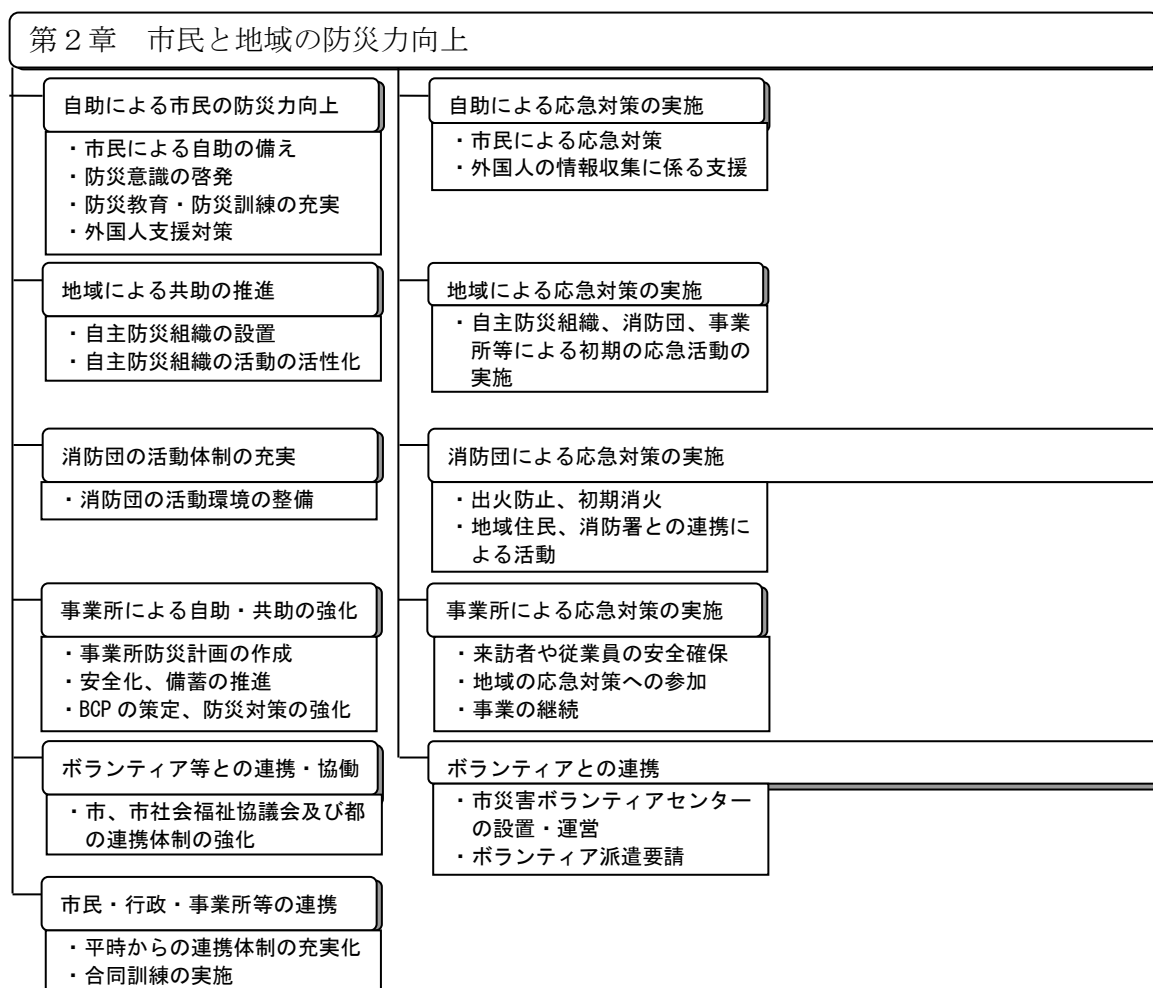 第２章　市民と地域の防災力向上
自助による市民の防災力向上
・市民による自助の備え
・防災意識の啓発
・防災教育・防災訓練の充実
・外国人支援対策
自助による応急対策の実施
・市民による応急対策
・外国人の情報収集に係る支援
地域による共助の推進
・自主防災組織の設置
・自主防災組織の活動の活性化
地域による応急対策の実施
・自主防災組織、消防団、事業
所等による初期の応急活動の
実施
消防団の活動体制の充実
・消防団の活動環境の整備
消防団による応急対策の実施
・出火防止、初期消火
・地域住民、消防署との連携に
よる活動
事業所による自助・共助の強化
・事業所防災計画の作成
・安全化、備蓄の推進
・BCP の策定、防災対策の強化
事業所による応急対策の実施
・来訪者や従業員の安全確保
・地域の応急対策への参加
・事業の継続
ボランティア等との連携・協働
・市、市社会福祉協議会及び都
の連携体制の強化
ボランティアとの連携
・市災害ボランティアセンター
の設置・運営
・ボランティア派遣要請
市民・行政・事業所等の連携
・平時からの連携体制の充実化
・合同訓練の実施